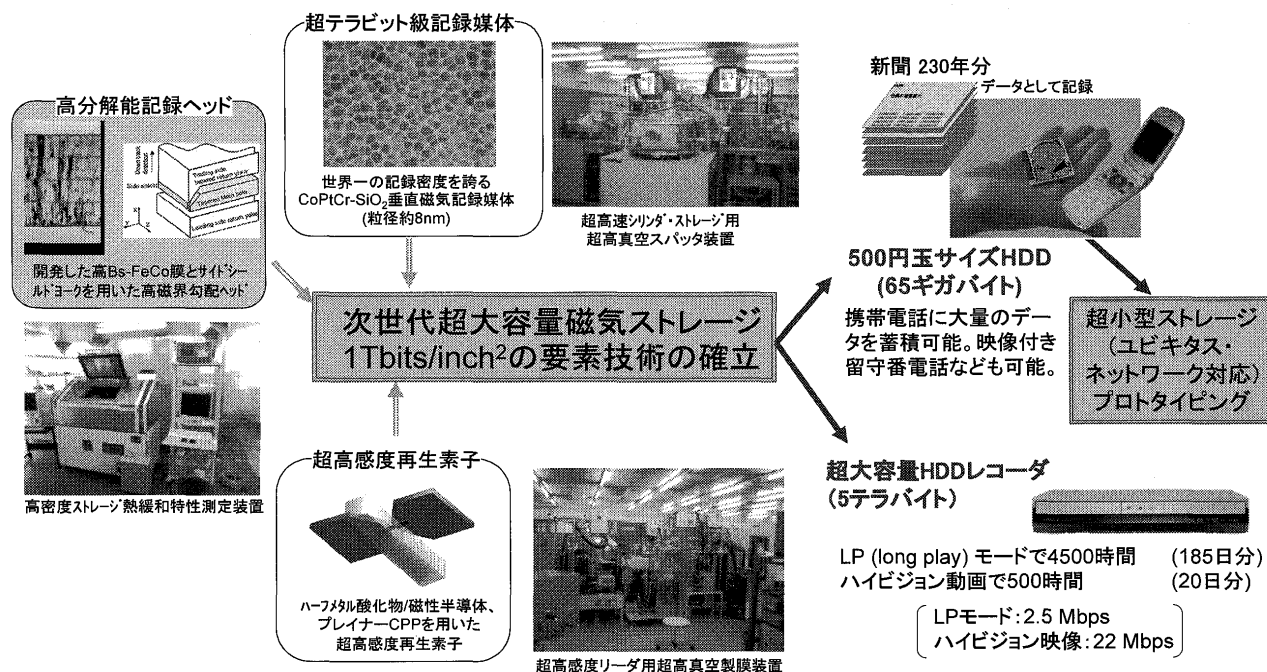 超テラビット級記録媒体
世界一の記録密度を誇る
CoPtCr-SiO2垂直磁気記録媒体
(粒径約8nm)
高分解能記録ヘッド
Down track
direction
Side shields
Trailing side,
tapered return yoke
Tapered main pole
Leading side return yoke
X
Y
Z
開発した高Bs-FeCo膜とサイドシー
ルドヨークを用いた高磁界勾配ヘッド
超高速シリンダ・ストレージ用
超高真空スパッタ装置
新聞 230年分
データとして記録
500円玉サイズHDD
(65ギガバイト)
携帯電話に大量のデー
タを蓄積可能。映像付き
留守番電話なども可能。
超小型ストレージ
(ユビキタス・
ネットワーク対応)
プロトタイピング
次世代超大容量磁気ストレージ
1Tbits/inch2の要素技術の確立
高密度ストレージ熱緩和特性測定装置
超高感度再生素子
ハーフメタル酸化物/磁性半導体、
プレイナーCPPを用いた
超高感度再生素子
超高感度リーダ用超高真空製膜装置
超大容量HDDレコーダ
(5テラバイト)
LP (long play) モードで4500時間 (185日分)
ハイビジョン動画で500時間 (20日分)
LPモード:2.5 Mbps
ハイビジョン映像:22 Mbps